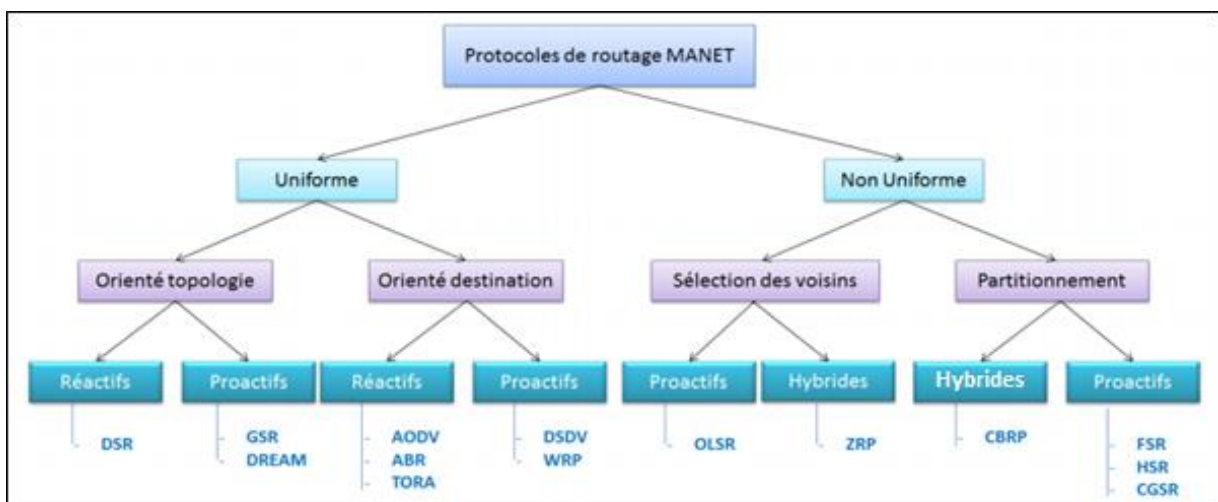 Protocoles de routage MANET
Uniforme
Non Uniforme
Orienté topologie
Orienté destination
Sélection des voisins
Partitionnement
Réactifs
Proactifs
Réactifs
Proactifs
Proactifs
Hybrides
Hybrides
Proactifs
DSR
GSR
DREAM
AODV
ABR
TORA
DSDV
WRP
OLSR
ZRP
CBRP
FSR
HSR
CGSR